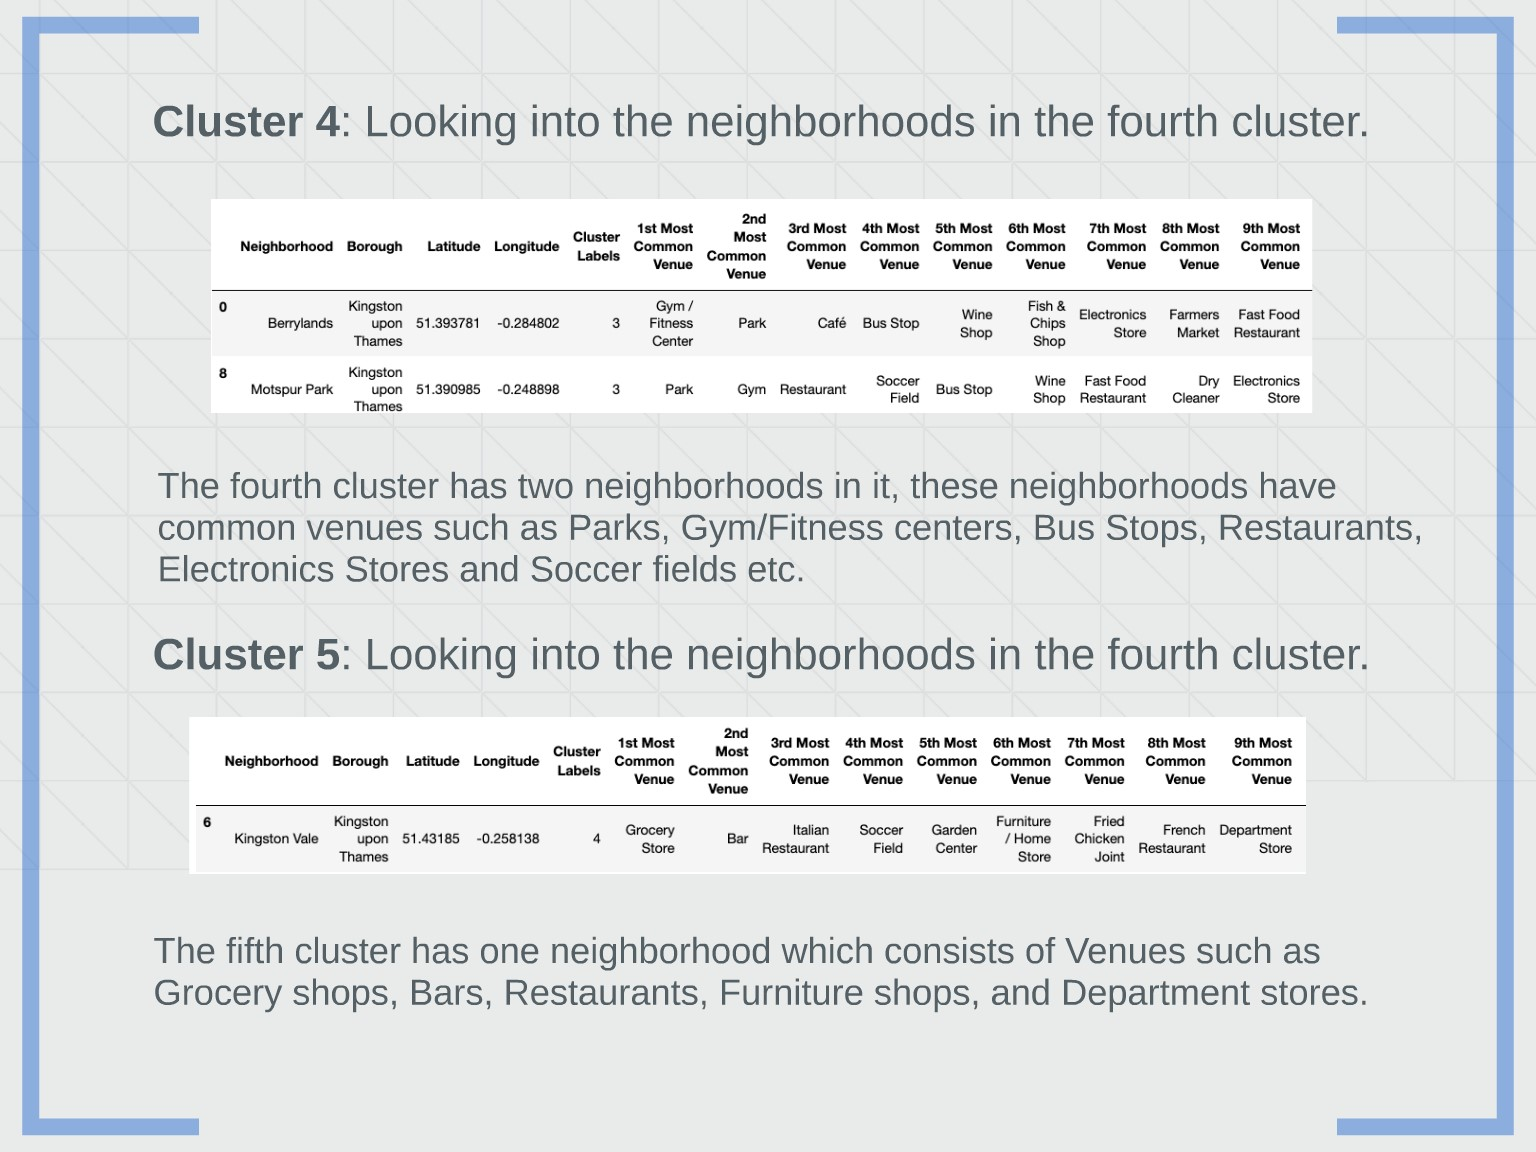 Cluster 4: Looking into the neighborhoods in the fourth cluster.
Neighborhood Borough Latitude Longitude Cluster Labels 1st Most Common Venue 2nd Most Common Venue 3rd Most Common Venue 4th Most Common Venue 5th Most Common Venue 6th Most Common Venue 7th Most Common Venue 8th Most Common Venue 9th Most Common Venue
0 Berrylands Kingston upon Thames 51.393781 -0.284802 3 Gym / Fitness Center Park Café Bus Stop Wine Shop Fish & Chips Shop Electronics Store Farmers Market Fast Food Restaurant
8 Motspur Park Kingston upon Thames 51.390985 -0.248898 3 Park Gym Restaurant Soccer Field Bus Stop Wine Shop Fast Food Restaurant Dry Cleaner Electronics Store
The fourth cluster has two neighborhoods in it, these neighborhoods have
common venues such as Parks, Gym/Fitness centers, Bus Stops, Restaurants,
Electronics Stores and Soccer fields etc.
Cluster 5: Looking into the neighborhoods in the fourth cluster.
Neighborhood Borough Latitude Longitude Cluster Labels 1st Most Common Venue 2nd Most Common Venue 3rd Most Common Venue 4th Most Common Venue 5th Most Common Venue 6th Most Common Venue 7th Most Common Venue 8th Most Common Venue 9th Most Common Venue
6 Kingston Vale Kingston upon Thames 51.43185 -0.258138 4 Grocery Store Bar Italian Restaurant Soccer Field Garden Center Furniture / Home Store Fried Chicken Joint French Restaurant Department Store
The fifth cluster has one neighborhood which consists of Venues such as
Grocery shops, Bars, Restaurants, Furniture shops, and Department stores.